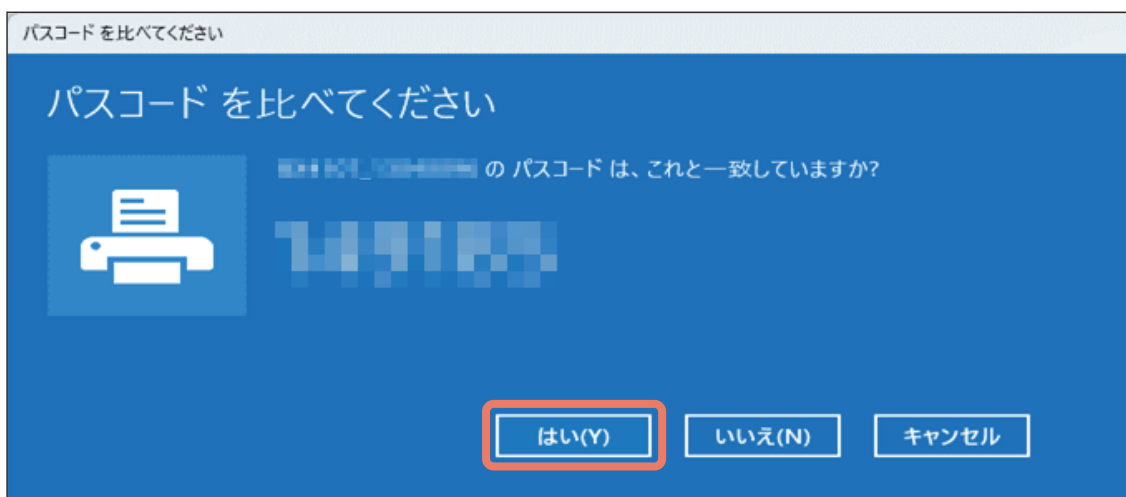 パスコード を比べてください
パスコード を比べてください
の パスコード は、これと一致していますか?
はい(Y)
いいえ(N)
キャンセル